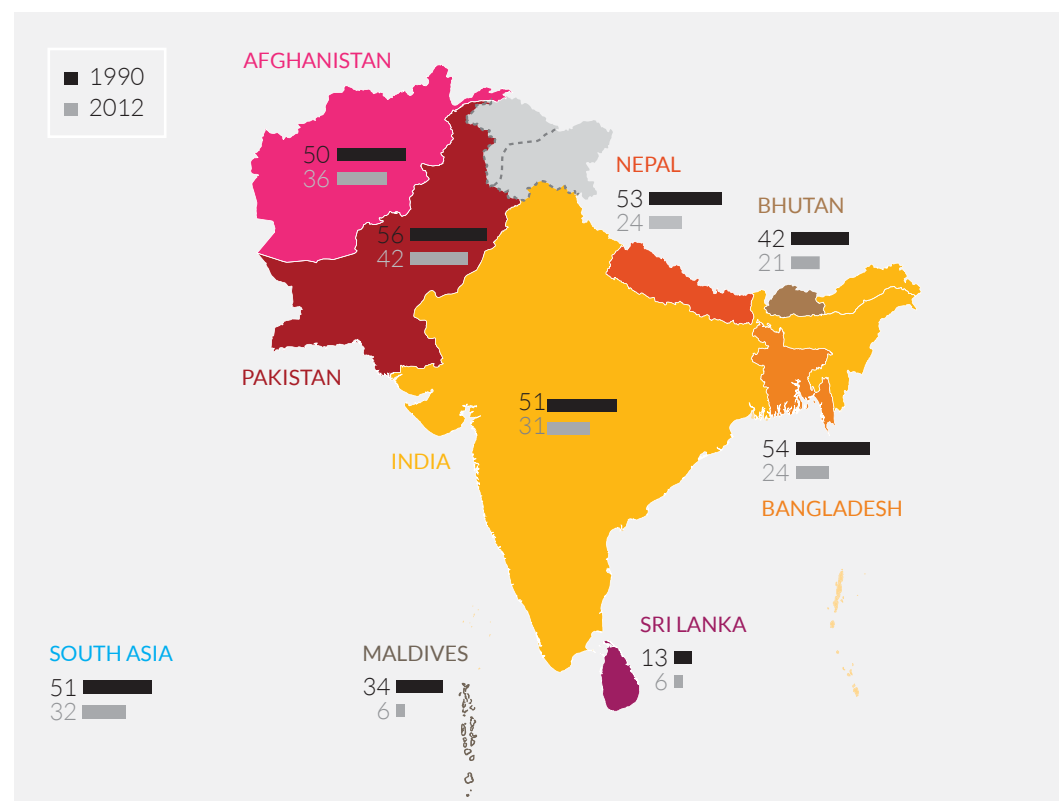 1990
2012
AFGHANISTAN
50
36
56
42
PAKISTAN
NEPAL
53
24
BHUTAN
42
21
51
31
INDIA
54
24
BANGLADESH
SRI LANKA
13
6
MALDIVES
34
6
SOUTH ASIA
51
32